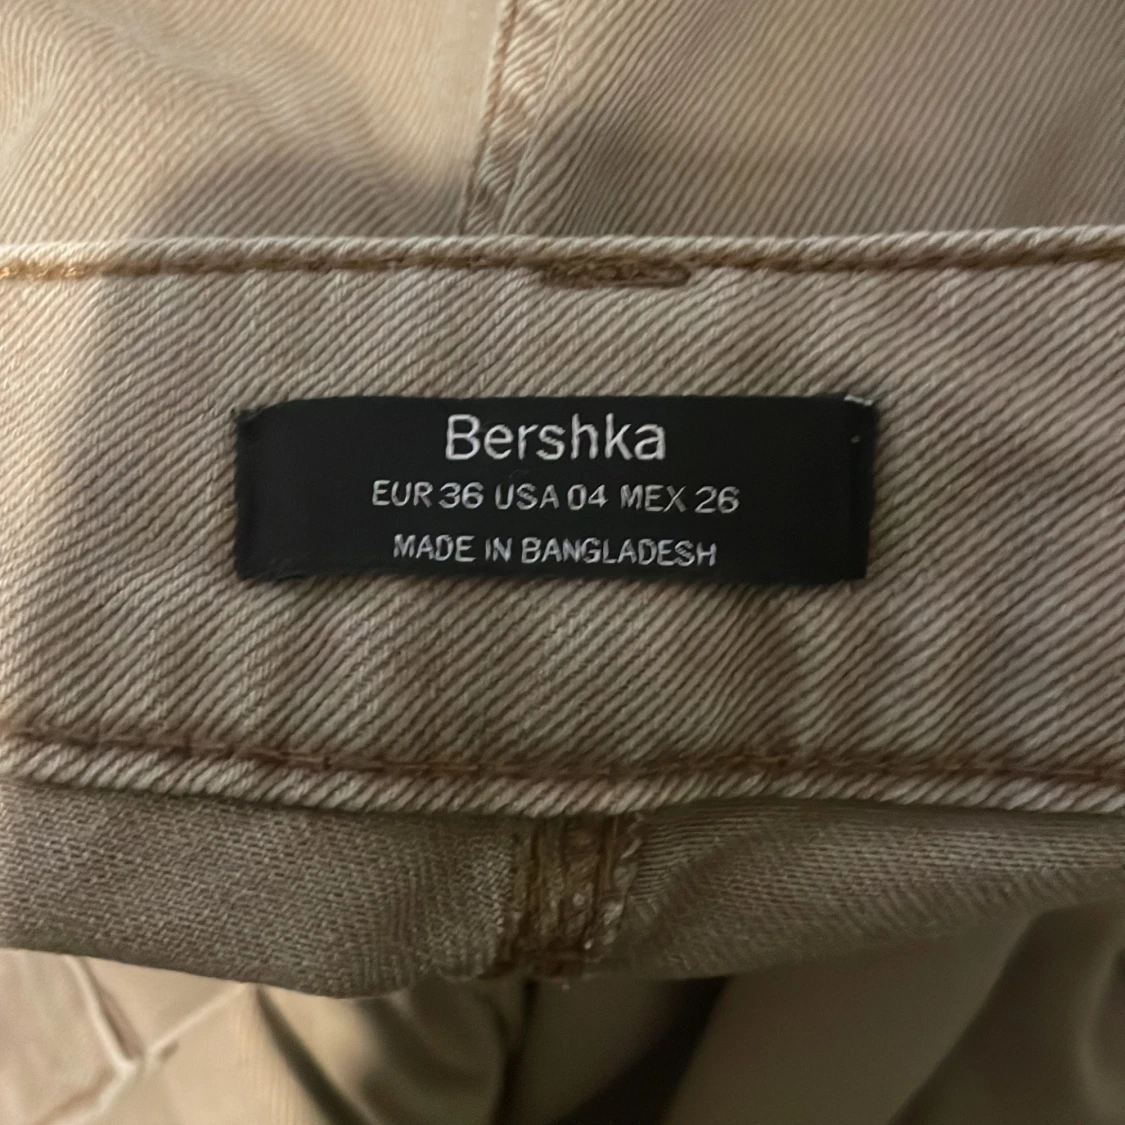 Bershka
EUR 36 USA 04 MEX 26
MADE IN BANGLADESH